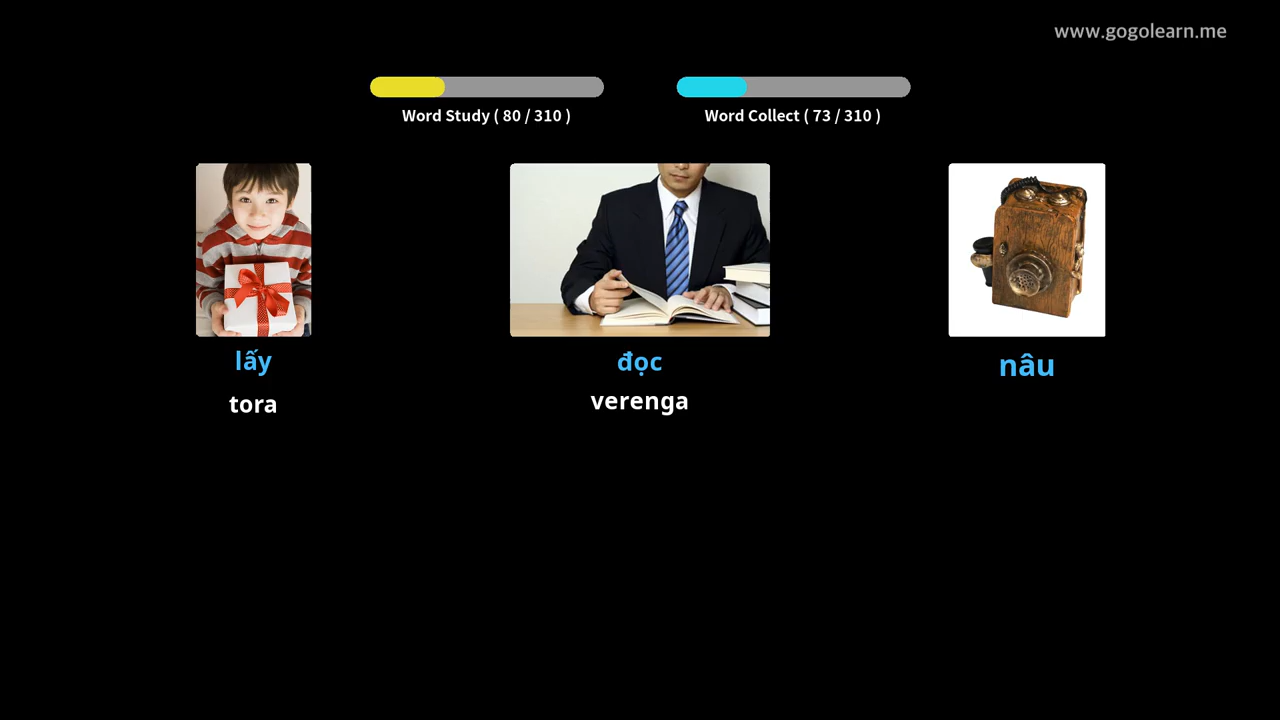 www.gogolearn.me
Word Study ( 80 / 310 )
Word Collect ( 73 / 310 )
lấy
tora
đọc
verenga
nâu